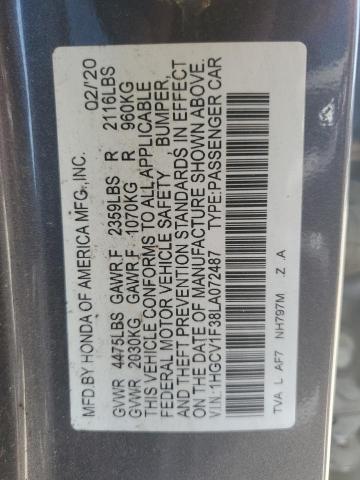 MFD.BY HONDA OF AMERICA MFG.,INC. 02/'20
GVWR 4475LBS GAWR.F 2359LBS R 2116LBS
GVWR 2030KG GAWR.F 1070KG R 960KG
THIS VEHICLE CONFORMS TO ALL APPLICABLE
FEDERAL MOTOR VEHICLE SAFETY , BUMPER,
AND THEFT PREVENTION STANDARDS IN EFFECT
ON THE DATE OF MANUFACTURE SHOWN ABOVE.
V.I.N.:1HGCV1F38LA072487 TYPE:PASSENGER CAR
TVA L AF7 NH797M Z .A